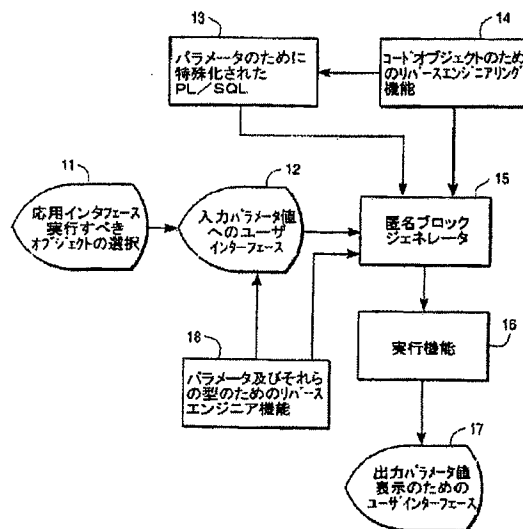 13
パラメータのために
特殊化された
PL/SQL
14
コードオブジェクトのため
のリバースエンジニアリング
機能
11
応用インタフェース
実行すべき
オブジェクトの選択
12
入力パラメータ値
へのユーザ
インターフェース
15
匿名ブロック
ジェネレータ
18
パラメータ及びそれら
の型のためのリバース
エンジニア機能
16
実行機能
17
出力パラメータ値
表示のための
ユーザインターフェース